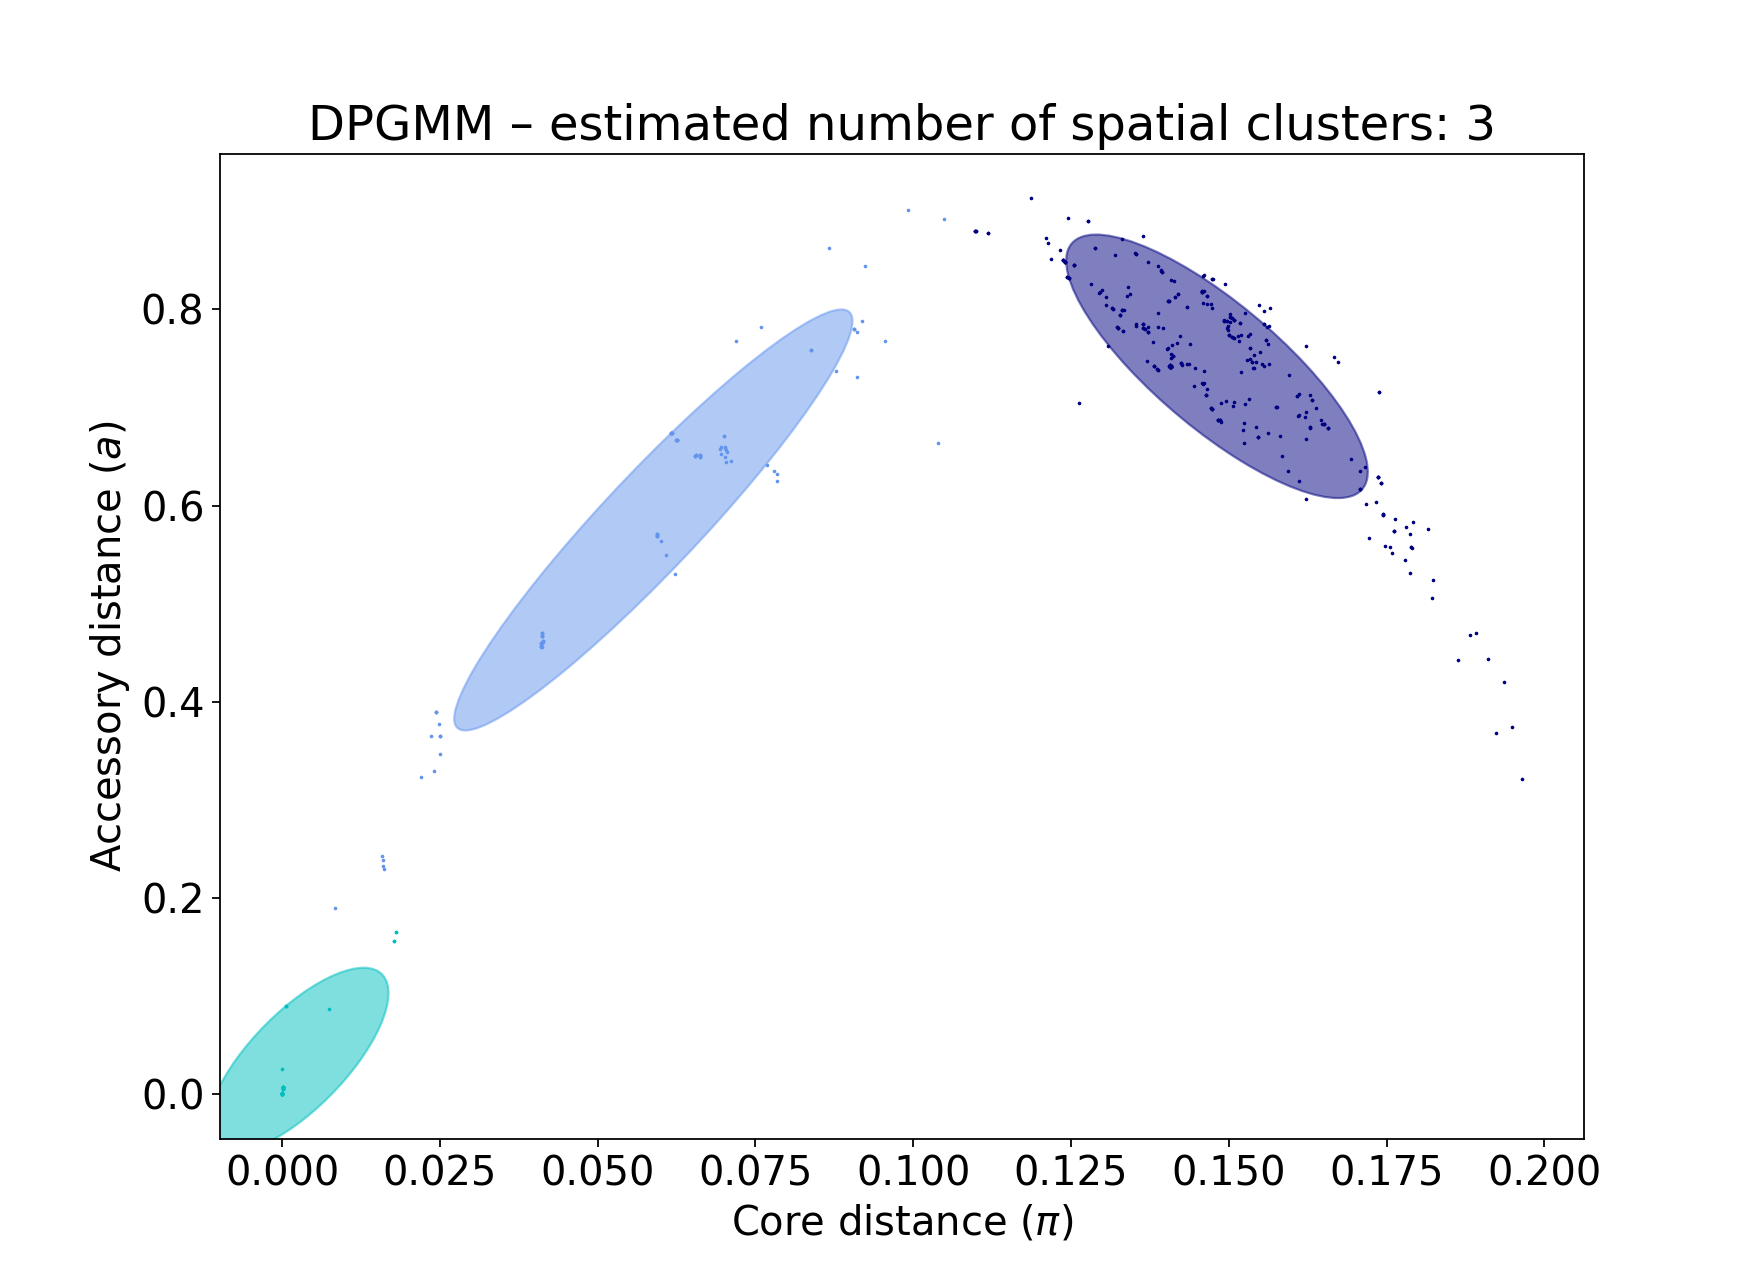 DPGMM – estimated number of spatial clusters: 3
Accessory distance (a)
0.8
0.6
0.4
0.2
0.0
0.000 0.025 0.050 0.075 0.100 0.125 0.150 0.175 0.200
Core distance (π)